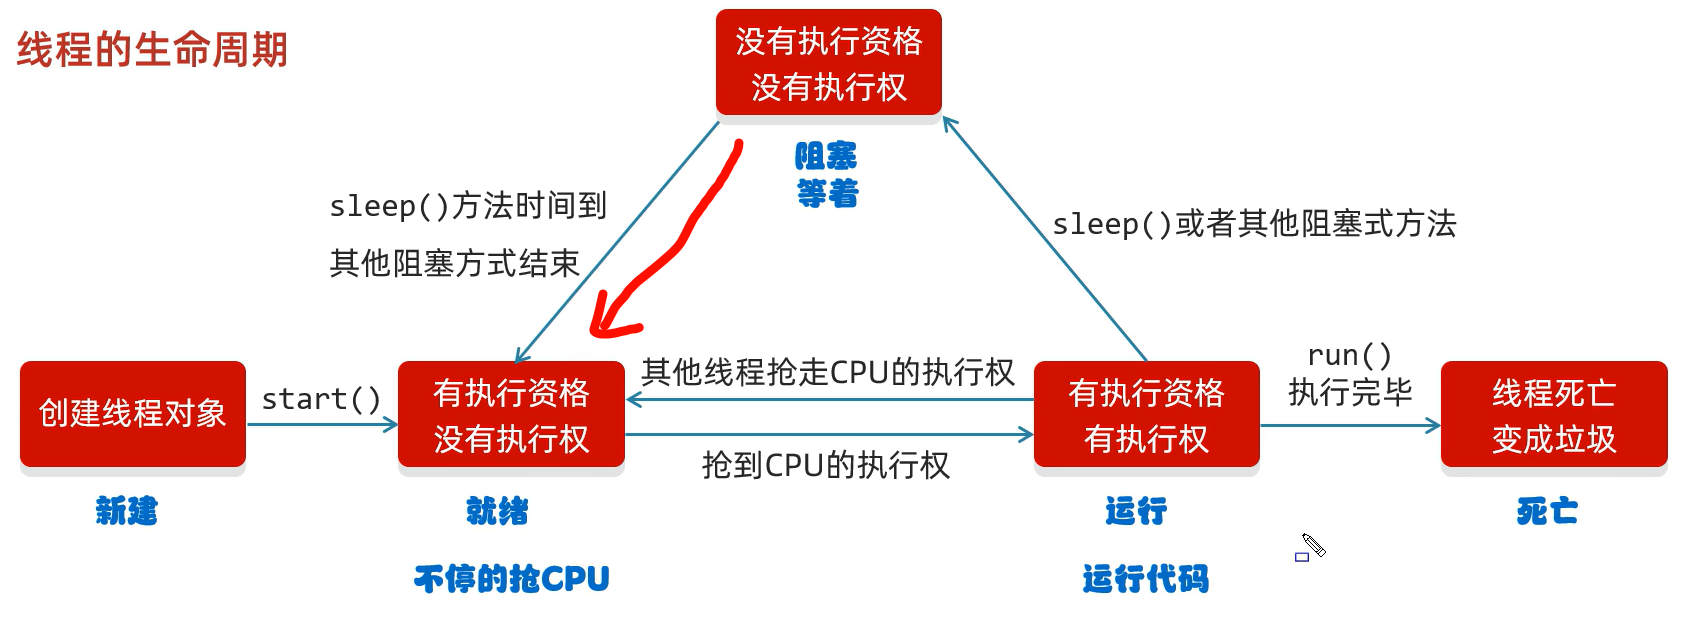 线程的生命周期
没有执行资格
没有执行权
阻塞
等着
sleep()方法时间到
其他阻塞方式结束
sleep()或者其他阻塞式方法
创建线程对象
start()
有执行资格
没有执行权
其他线程抢走CPU的执行权
抢到CPU的执行权
有执行资格
有执行权
run()
执行完毕
线程死亡
变成垃圾
新建
就绪
运行
死亡
不停的抢CPU
运行代码